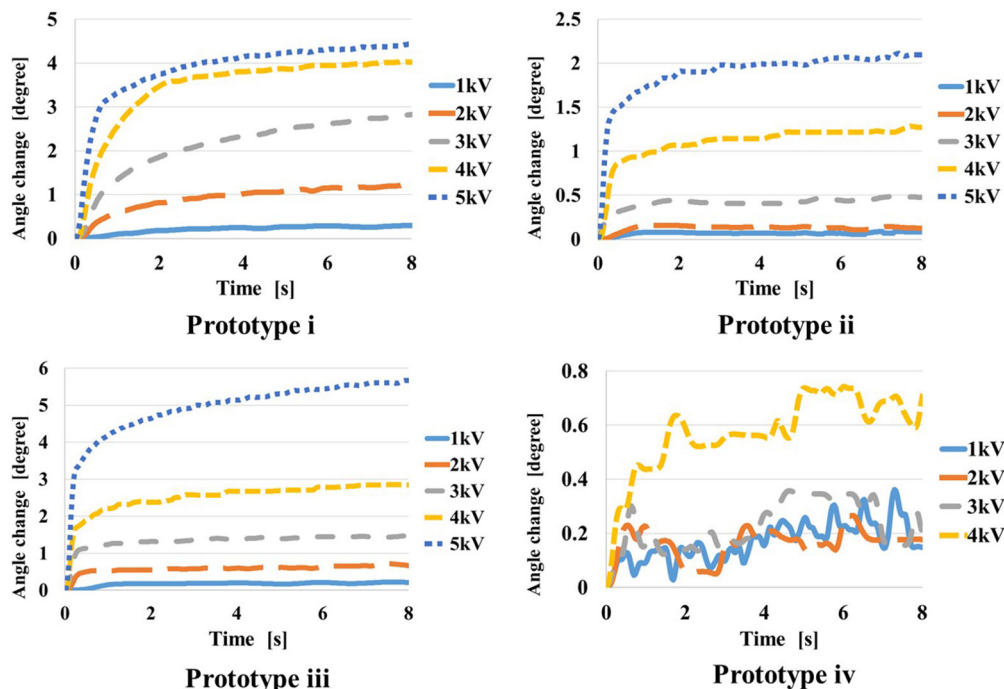 Angle change [degree]
5
4
3
2
1
0
0 2 4 6 8
Time [s]
1kV
2kV
3kV
4kV
5kV
Prototype i
Angle change [degree]
2.5
2
1.5
1
0.5
0
0 2 4 6 8
Time [s]
1kV
2kV
3kV
4kV
5kV
Prototype ii
Angle change [degree]
6
5
4
3
2
1
0
0 2 4 6 8
Time [s]
1kV
2kV
3kV
4kV
5kV
Prototype iii
Angle change [degree]
0.8
0.6
0.4
0.2
0
0 2 4 6 8
Time [s]
1kV
2kV
3kV
4kV
Prototype iv